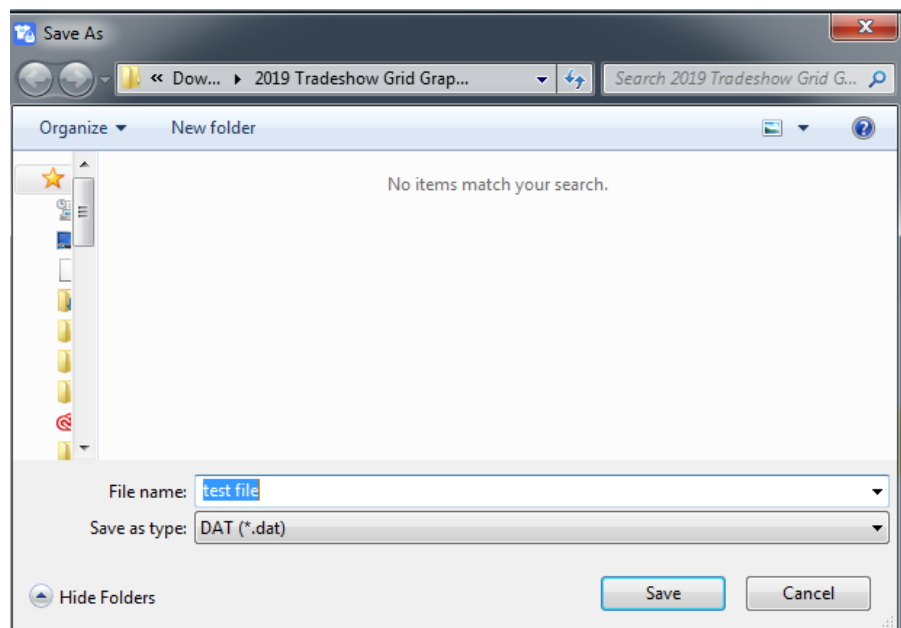 Save As
« Dow... ▸ 2019 Tradeshow Grid Grap... Search 2019 Tradeshow Grid G...
Organize New folder
No items match your search.
File name: test file
Save as type: DAT (*.dat)
Hide Folders Save Cancel